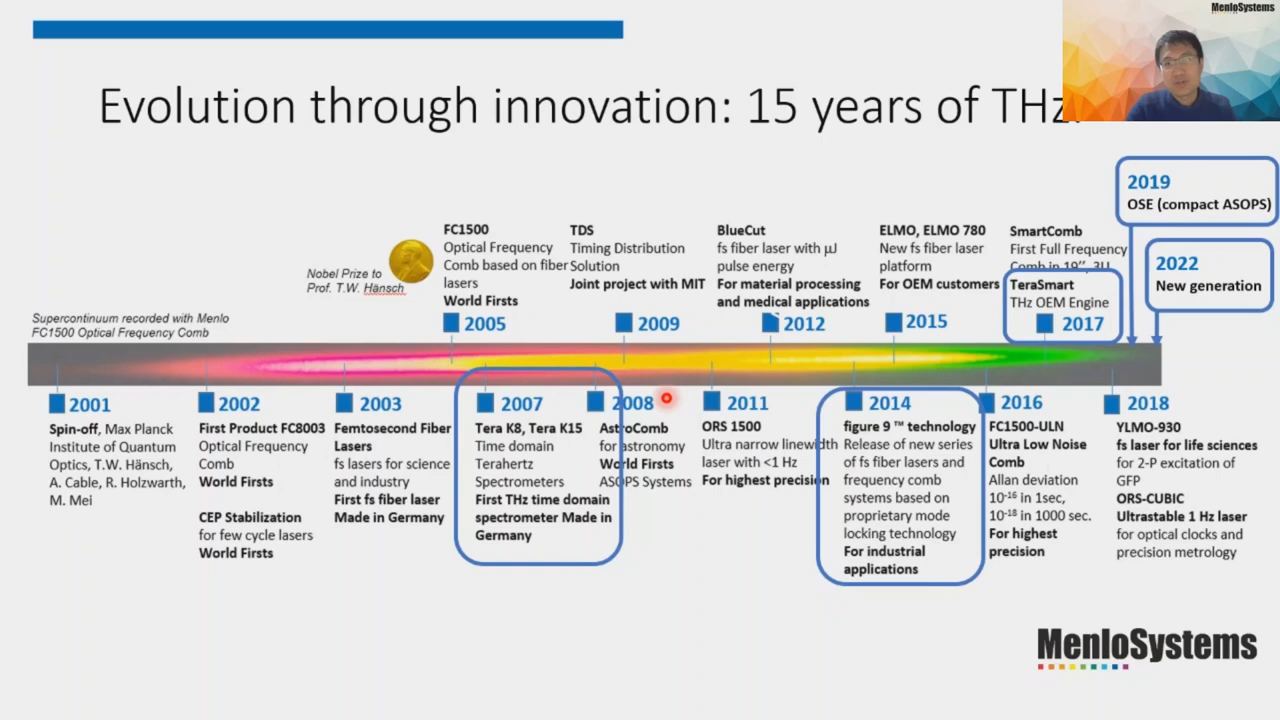 MenloSystems
Evolution through innovation: 15 years of THz.
2019
OSE (compact ASOPS)
2022
New generation
Nobel Prize to
Prof. T.W. Hänsch
FC1500
Optical Frequency
Comb based on fiber
lasers
World Firsts
2005
TDS
Timing Distribution
Solution
Joint project with MIT
2009
BlueCut
fs fiber laser with µJ
pulse energy
For material processing
and medical applications
2012
ELMO, ELMO 780
New fs fiber laser
platform
For OEM customers
2015
SmartComb
First Full Frequency
Comb in 19’’, 3U
TeraSmart
THz OEM Engine
2017
Supercontinuum recorded with Menlo
FC1500 Optical Frequency Comb
2001
Spin-off, Max Planck
Institute of Quantum
Optics, T.W. Hänsch,
A. Cable, R. Holzwarth,
M. Mei
2002
First Product FC8003
Optical Frequency
Comb
World Firsts
CEP Stabilization
for few cycle lasers
World Firsts
2003
Femtosecond Fiber
Lasers
fs lasers for science
and industry
First fs fiber laser
Made in Germany
2007
Tera K8, Tera K15
Time domain
Terahertz
Spectrometers
First THz time domain
spectrometer Made in
Germany
2008
AstroComb
for astronomy
World Firsts
ASOPS Systems
2011
ORS 1500
Ultra narrow linewidth
laser with <1 Hz
For highest precision
2014
figure 9 ™ technology
Release of new series
of fs fiber lasers and
frequency comb
systems based on
proprietary mode
locking technology
For industrial
applications
2016
FC1500-ULN
Ultra Low Noise
Comb
Allan deviation
10⁻¹⁶ in 1sec,
10⁻¹⁸ in 1000 sec.
For highest
precision
2018
YLMO-930
fs laser for life sciences
for 2-P excitation of
GFP
ORS-CUBIC
Ultrastable 1 Hz laser
for optical clocks and
precision metrology
MenloSystems